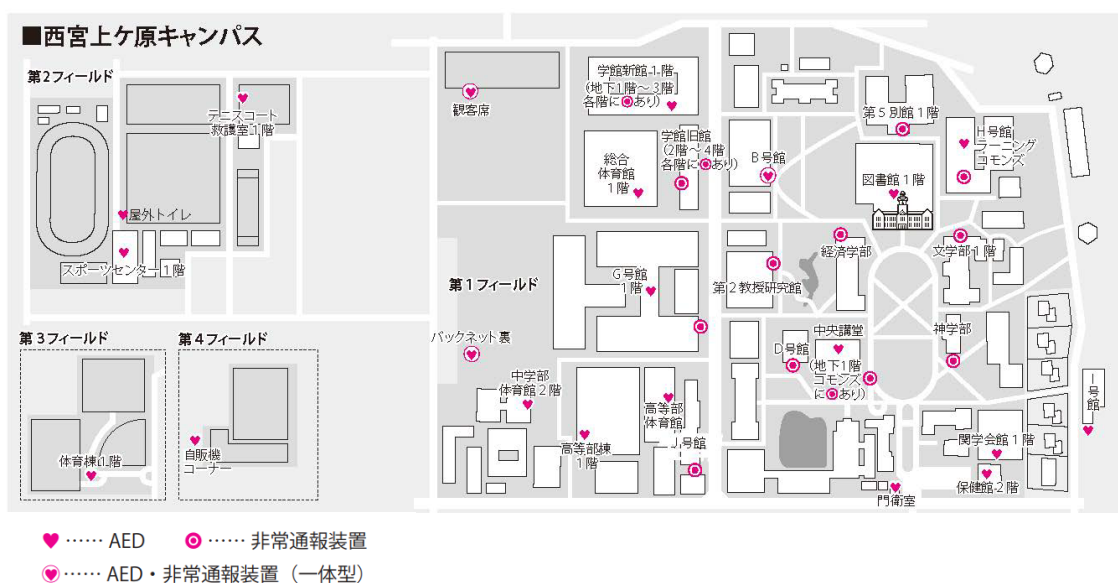 ■西宮上ケ原キャンパス
第2フィールド
テニスコート
救護室1階
屋外トイレ
スポーツセンター1階
第3フィールド
体育棟1階
第4フィールド
自販機
コーナー
観客席
学館新館1階
(地下1階～3階
各階に◎あり)
学館旧館
(2階～4階
各階に◎あり)
総合
体育館
1階
B号館
第5別館1階
H号館
ラーニング
コモンズ
図書館1階
第1フィールド
G号館
1階
第2教授研究館
経済学部
文学部1階
バックネット裏
中学部
体育館2階
高等部
体育館
高等部棟
1階
J号館
D号館
中央講堂
(地下1階
コモンズ
に◎あり)
神学部
I号館
関学会館1階
保健館2階
門衛室
♥…… AED ◎…… 非常通報装置
♥…… AED・非常通報装置（一体型）